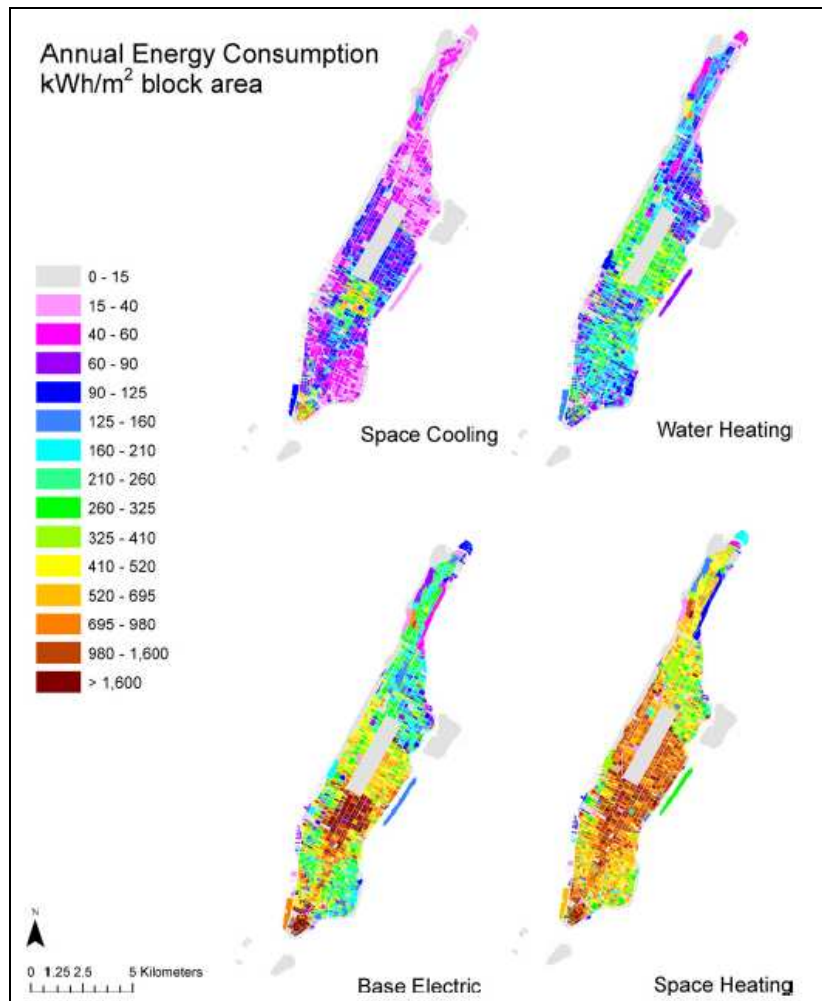 Annual Energy Consumption
kWh/m² block area
Space Cooling
Water Heating
0 - 15
15 - 40
40 - 60
60 - 90
90 - 125
125 - 160
160 - 210
210 - 260
260 - 325
325 - 410
410 - 520
520 - 695
695 - 980
980 - 1,600
> 1,600
N
0 1.25 2.5 5 Kilometers
Base Electric
Space Heating